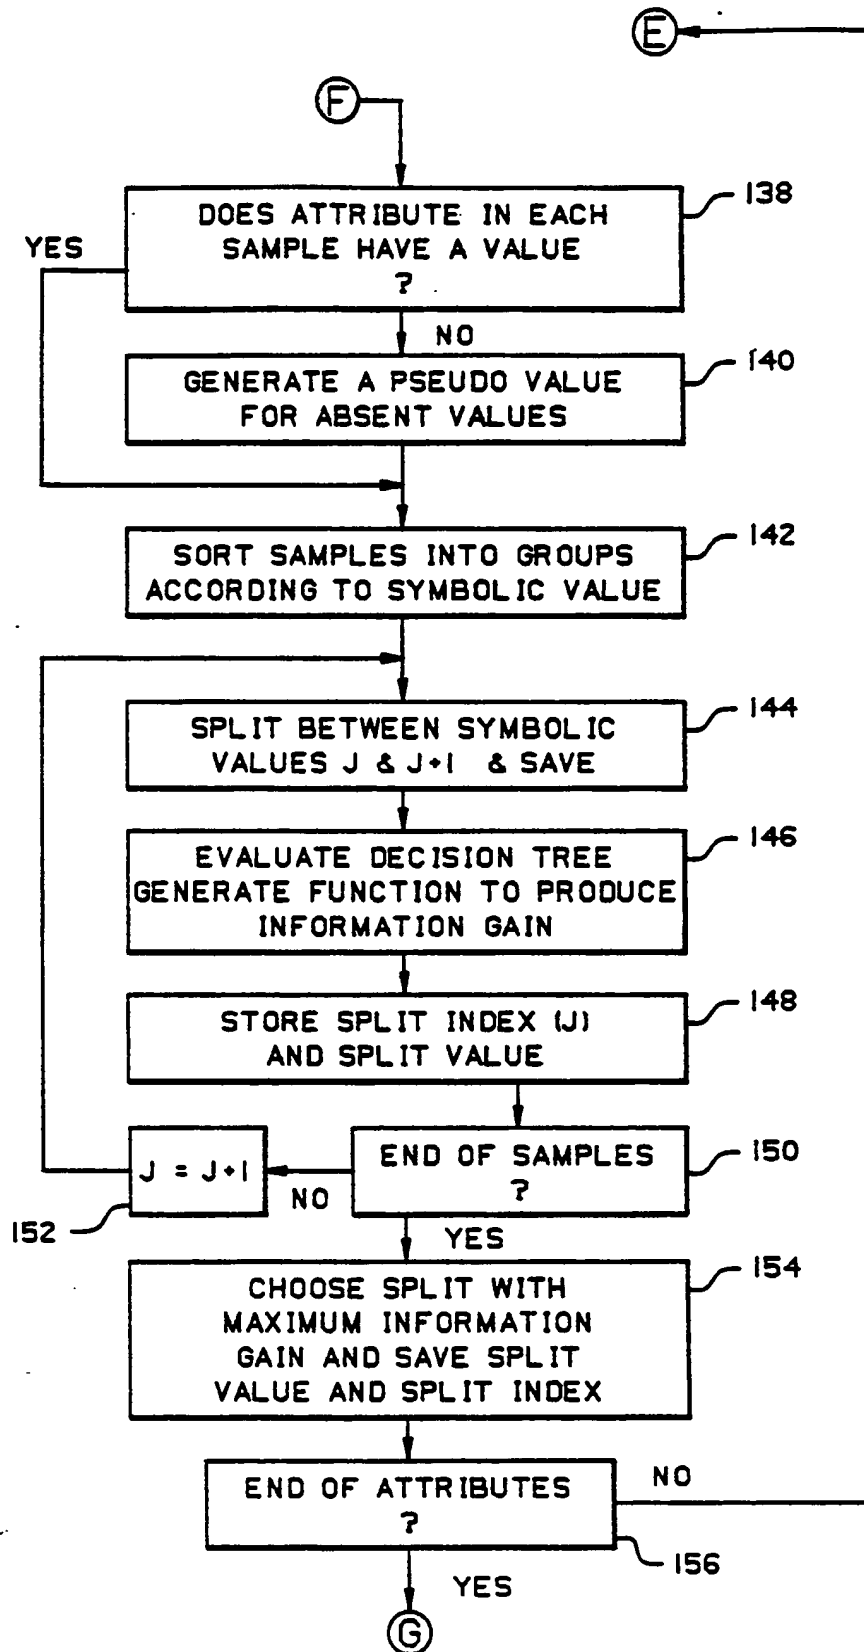 E
F
138
DOES ATTRIBUTE IN EACH
SAMPLE HAVE A VALUE
?
YES
NO
140
GENERATE A PSEUDO VALUE
FOR ABSENT VALUES
142
SORT SAMPLES INTO GROUPS
ACCORDING TO SYMBOLIC VALUE
144
SPLIT BETWEEN SYMBOLIC
VALUES J & J+1 & SAVE
146
EVALUATE DECISION TREE
GENERATE FUNCTION TO PRODUCE
INFORMATION GAIN
148
STORE SPLIT INDEX (J)
AND SPLIT VALUE
150
END OF SAMPLES
?
NO
J = J+1
152
YES
154
CHOOSE SPLIT WITH
MAXIMUM INFORMATION
GAIN AND SAVE SPLIT
VALUE AND SPLIT INDEX
END OF ATTRIBUTES
?
NO
156
YES
G